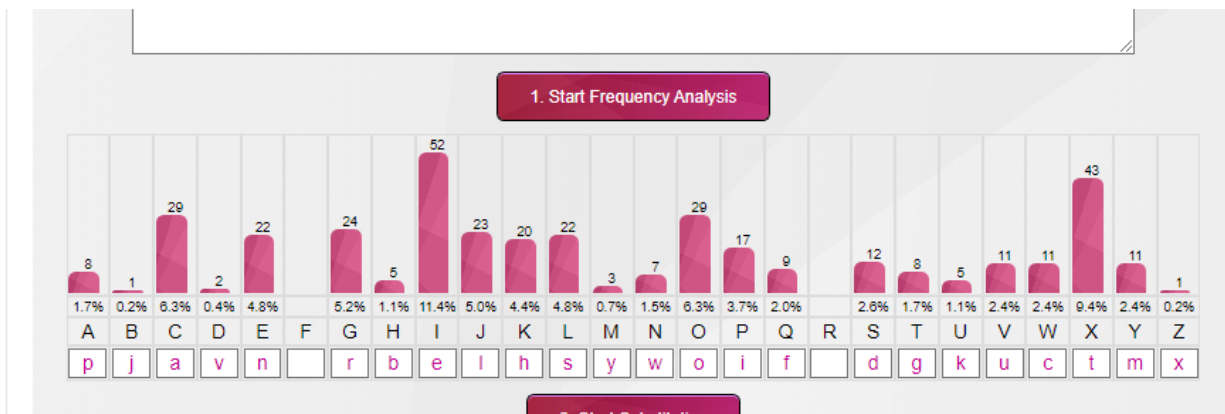 1. Start Frequency Analysis
8 1 29 2 22 24 5 52 23 20 22 3 7 29 17 9 12 8 5 11 11 43 11 1
1.7% 0.2% 6.3% 0.4% 4.8% 5.2% 1.1% 11.4% 5.0% 4.4% 4.8% 0.7% 1.5% 6.3% 3.7% 2.0% 2.6% 1.7% 1.1% 2.4% 2.4% 9.4% 2.4% 0.2%
A B C D E F G H I J K L M N O P Q R S T U V W X Y Z
p j a v n r b e l h s y w o i f d g k u c t m x